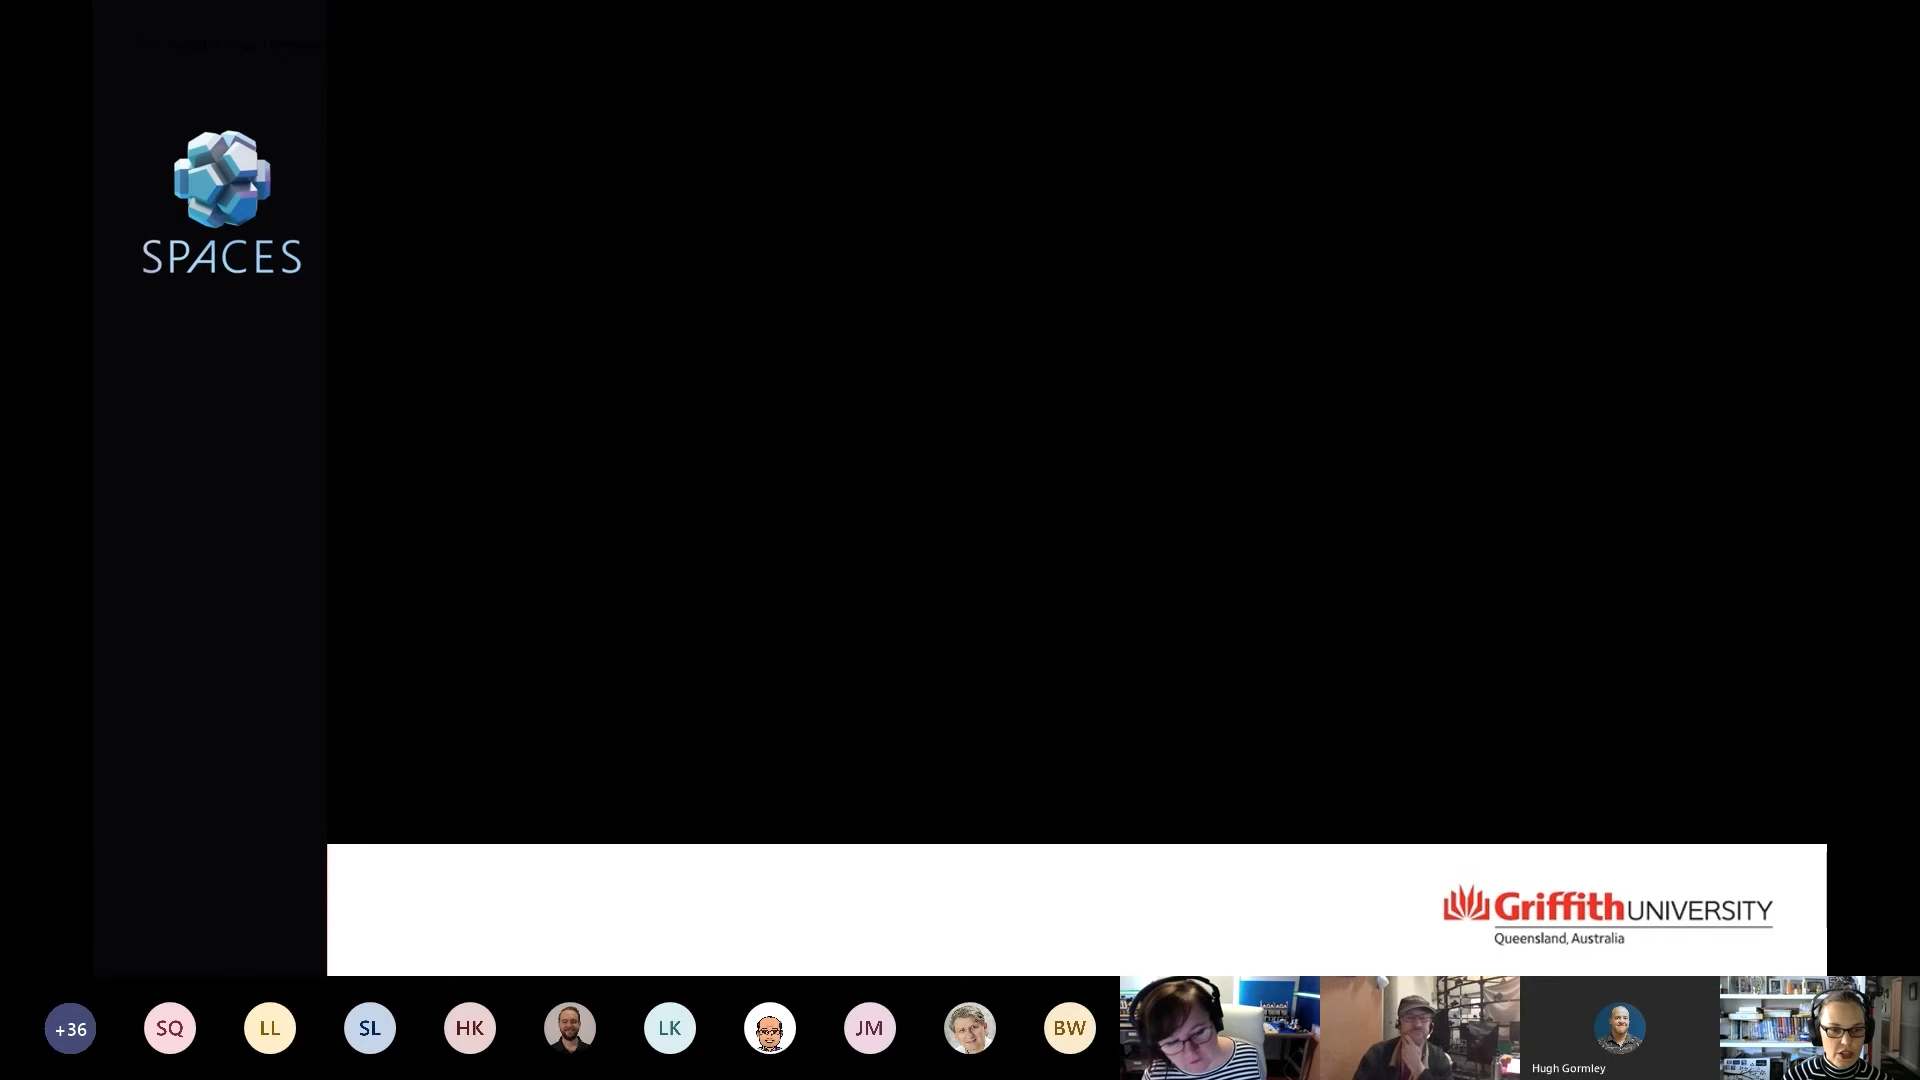 SPACES
Griffith UNIVERSITY
Queensland, Australia
+36
SQ
LL
SL
HK
LK
JM
BW
Hugh Gormley